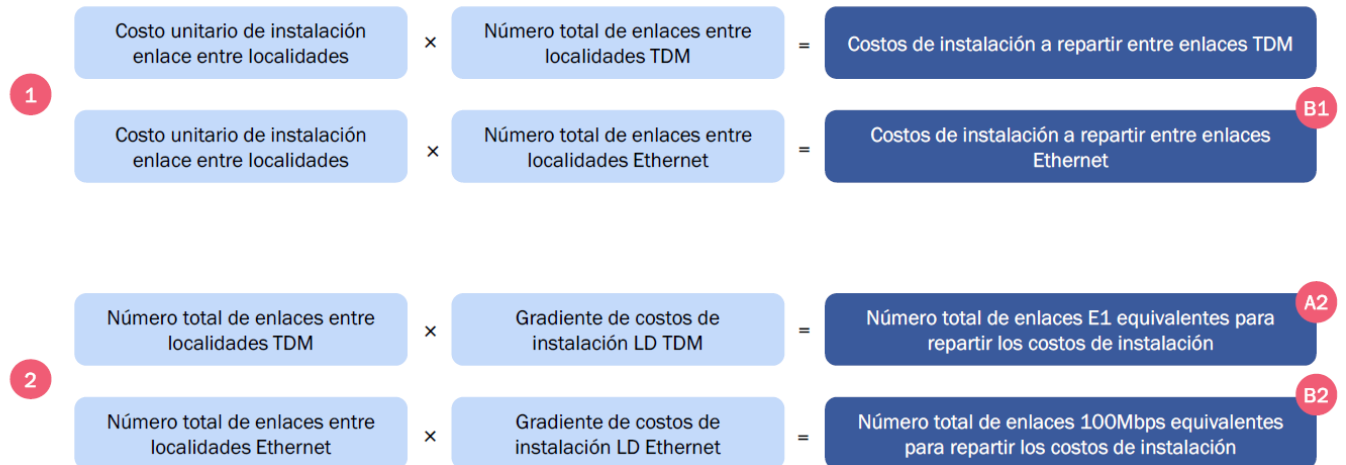 Costo unitario de instalación
enlace entre localidades
×
Número total de enlaces entre
localidades TDM
=
Costos de instalación a repartir entre enlaces TDM
1
B1
Costo unitario de instalación
enlace entre localidades
×
Número total de enlaces entre
localidades Ethernet
=
Costos de instalación a repartir entre enlaces
Ethernet
A2
Número total de enlaces entre
localidades TDM
×
Gradiente de costos de
instalación LD TDM
=
Número total de enlaces E1 equivalentes para
repartir los costos de instalación
2
B2
Número total de enlaces entre
localidades Ethernet
×
Gradiente de costos de
instalación LD Ethernet
=
Número total de enlaces 100Mbps equivalentes
para repartir los costos de instalación